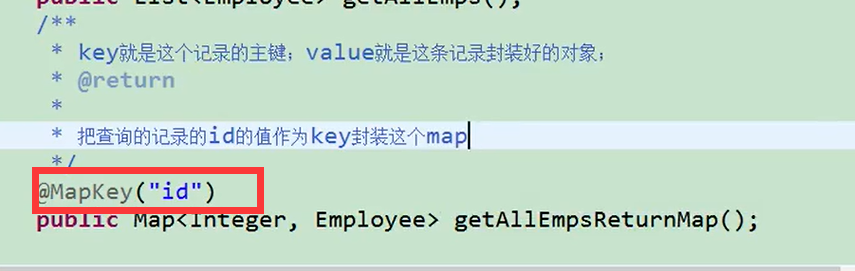 public List<Employee> getAllEmps();
/**
* key就是这个记录的主键；value就是这条记录封装好的对象；
* @return
*
* 把查询的记录的id的值作为key封装这个map
*/
@MapKey("id")
public Map<Integer, Employee> getAllEmpsReturnMap();